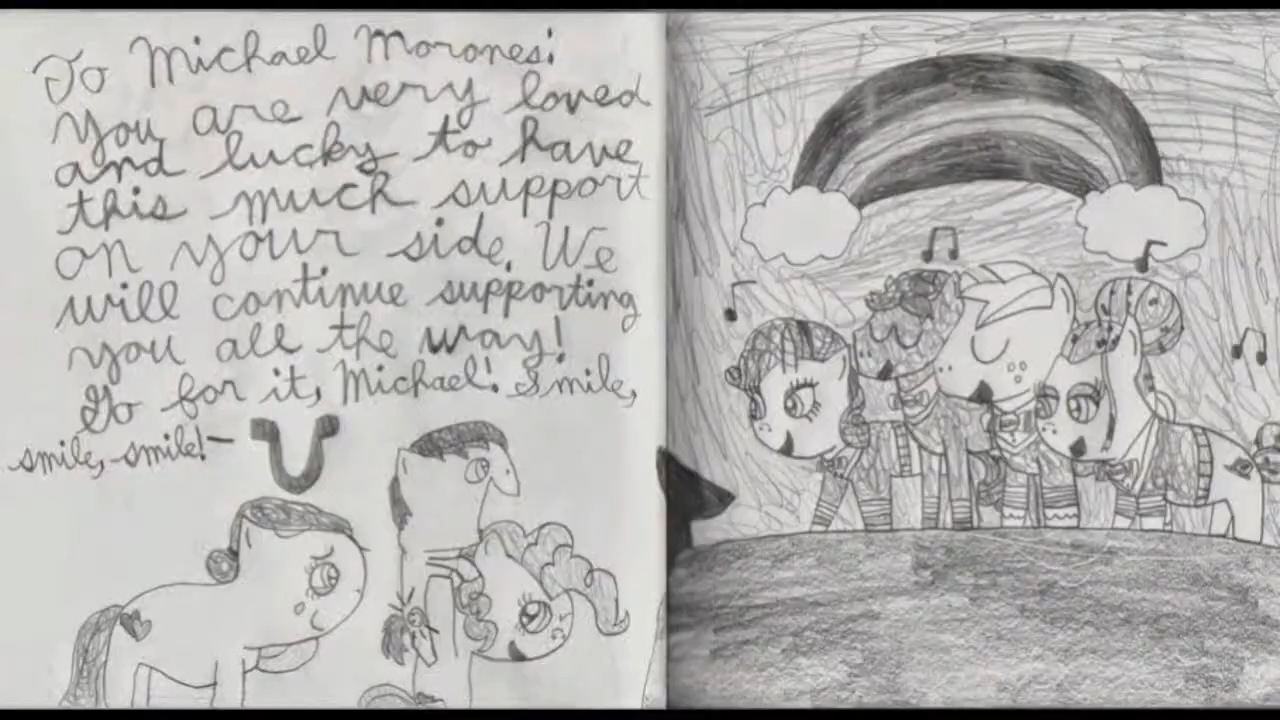 To Michael Morones:
You are very loved
and lucky to have
this much support
on your side. We
will continue supporting
you all the way!
Go for it, Michael! Smile,
smile, smile!-